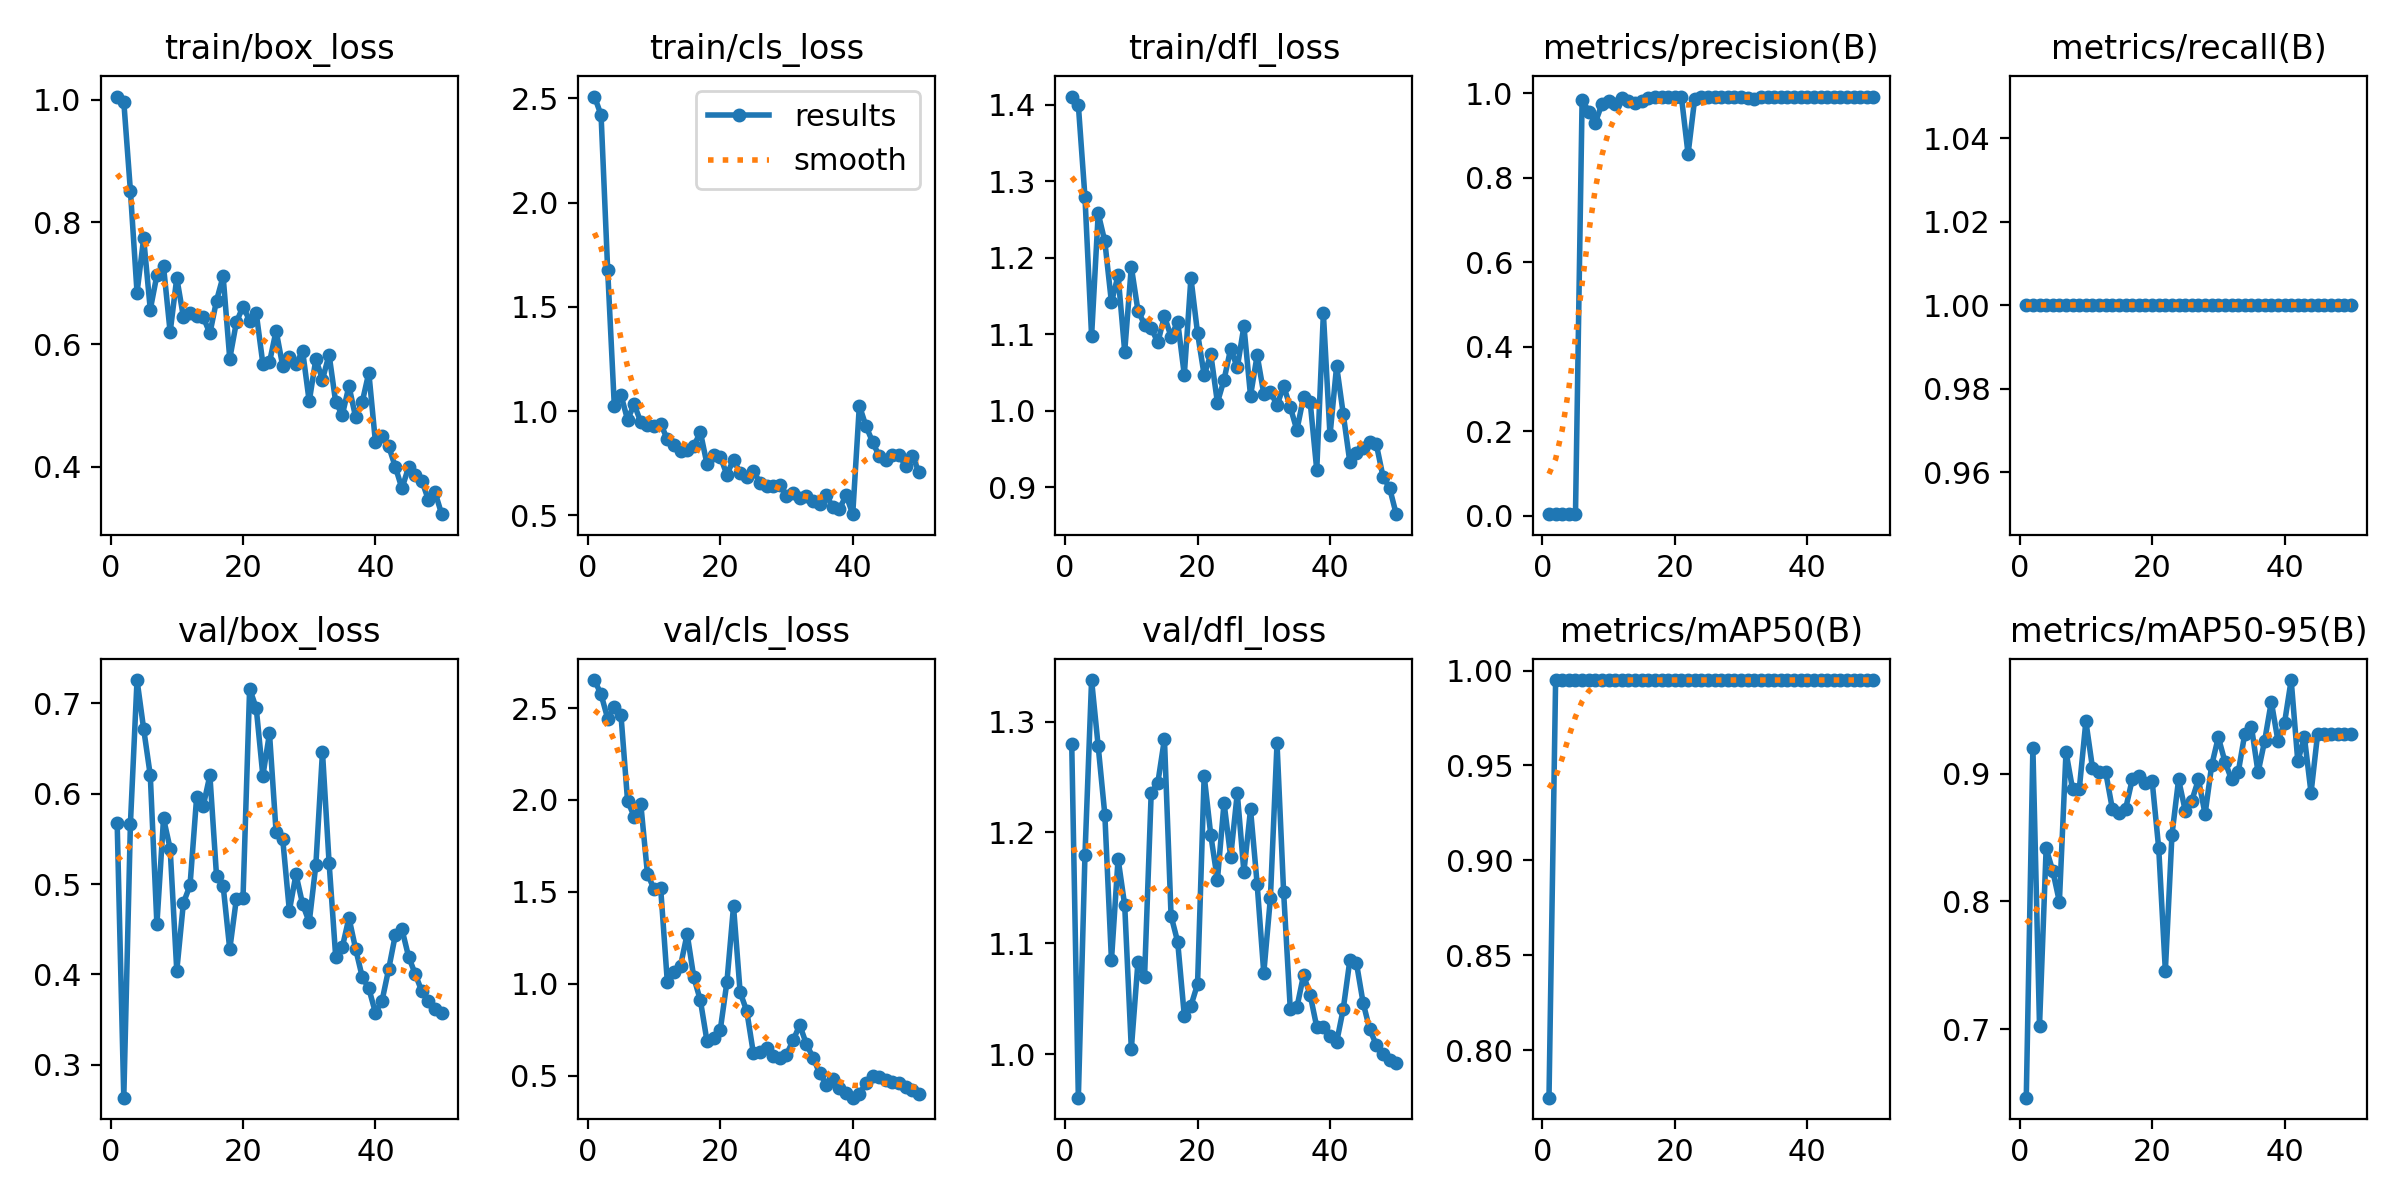 train/box_loss
1.0
0.8
0.6
0.4
0 20 40
train/cls_loss
results
smooth
2.5
2.0
1.5
1.0
0.5
0 20 40
train/dfl_loss
1.4
1.3
1.2
1.1
1.0
0.9
0 20 40
metrics/precision(B)
1.0
0.8
0.6
0.4
0.2
0.0
0 20 40
metrics/recall(B)
1.04
1.02
1.00
0.98
0.96
0 20 40
val/box_loss
0.7
0.6
0.5
0.4
0.3
0 20 40
val/cls_loss
2.5
2.0
1.5
1.0
0.5
0 20 40
val/dfl_loss
1.3
1.2
1.1
1.0
0 20 40
metrics/mAP50(B)
1.00
0.95
0.90
0.85
0.80
0 20 40
metrics/mAP50-95(B)
0.9
0.8
0.7
0 20 40